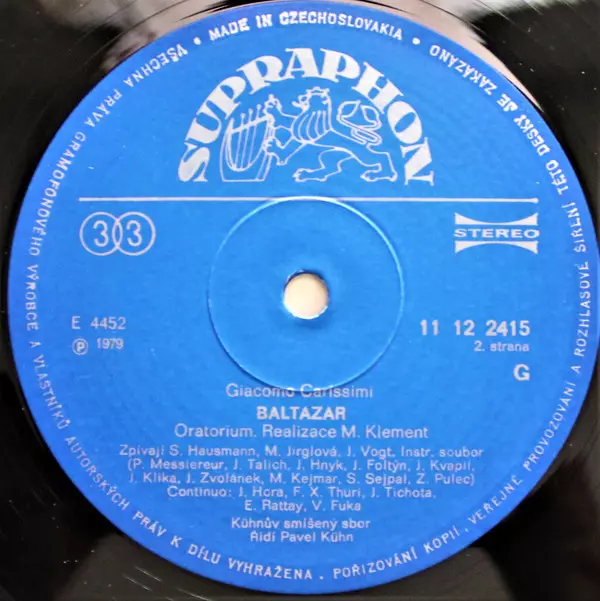 VŠECHNA PRÁVA GRAMOFONOVÉHO VÝROBCE A VLASTNÍKŮ AUTORSKÝCH PRÁV K DÍLU VYHRAŽENA. POŘIZOVÁNÍ KOPIÍ, VEŘEJNÉ PROVOZOVÁNÍ A ROZHLASOVÉ ŠÍŘENÍ TÉTO DESKY JE ZAKÁZÁNO • MADE IN CZECHOSLOVAKIA •
SUPRAPHON
33
STEREO
E 4452
℗ 1979
11 12 2415
2. strana
G
Giacomo Carissimi
BALTAZAR
Oratorium. Realizace M. Klement
Zpívají S. Hausmann, M. Jirglová, J. Vogt. Instr. soubor
(P. Messiereur, J. Talich, J. Hnyk, J. Foltýn, J. Kvapil,
J. Klika, J. Zvolánek, M. Kejmar, S. Sejpal, Z. Pulec)
Continuo: J. Hora, F. X. Thuri, J. Tichota,
E. Rattay, V. Fuka
Kühnův smíšený sbor
Řídí Pavel Kühn